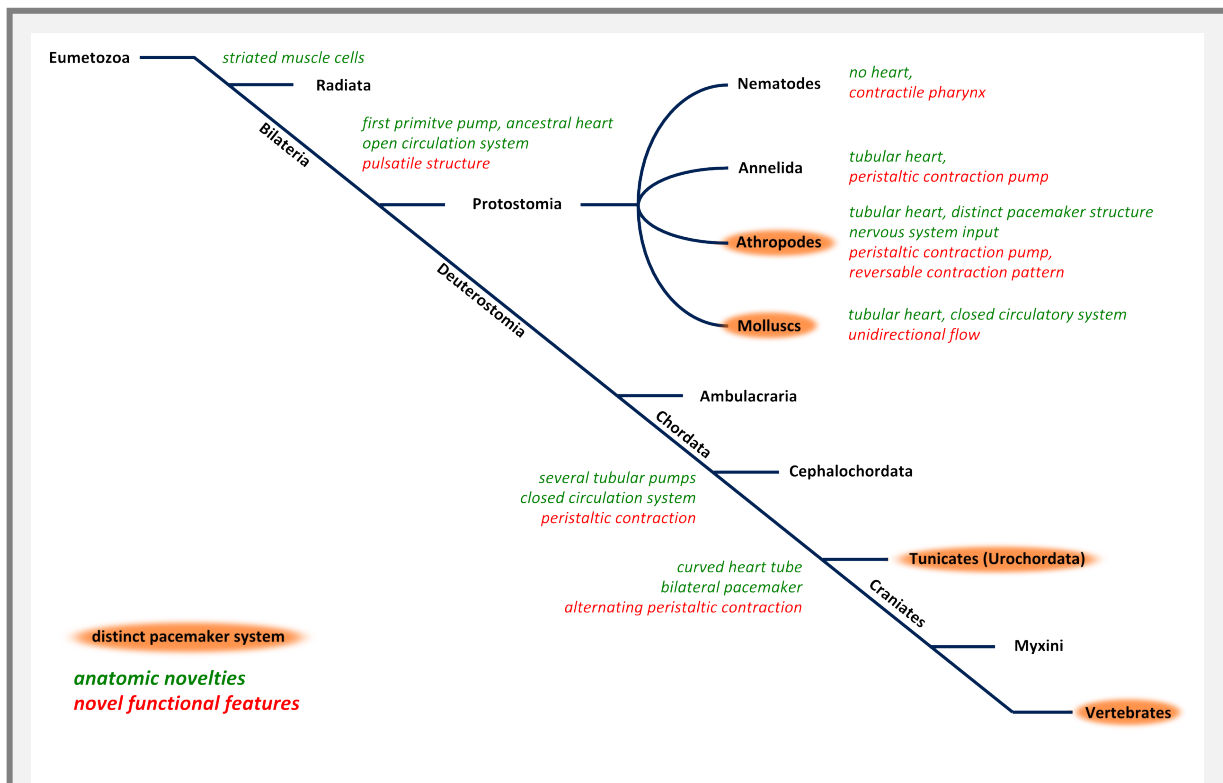 Eumetozoa
striated muscle cells
Radiata
Bilateria
first primitve pump, ancestral heart
open circulation system
pulsatile structure
Protostomia
Nematodes
no heart,
contractile pharynx
Annelida
tubular heart,
peristaltic contraction pump
Athropodes
tubular heart, distinct pacemaker structure
nervous system input
peristaltic contraction pump,
reversable contraction pattern
Molluscs
tubular heart, closed circulatory system
unidirectional flow
Deuterostomia
Ambulacraria
Chordata
Cephalochordata
several tubular pumps
closed circulation system
peristaltic contraction
Tunicates (Urochordata)
curved heart tube
bilateral pacemaker
alternating peristaltic contraction
Craniates
Myxini
Vertebrates
distinct pacemaker system
anatomic novelties
novel functional features